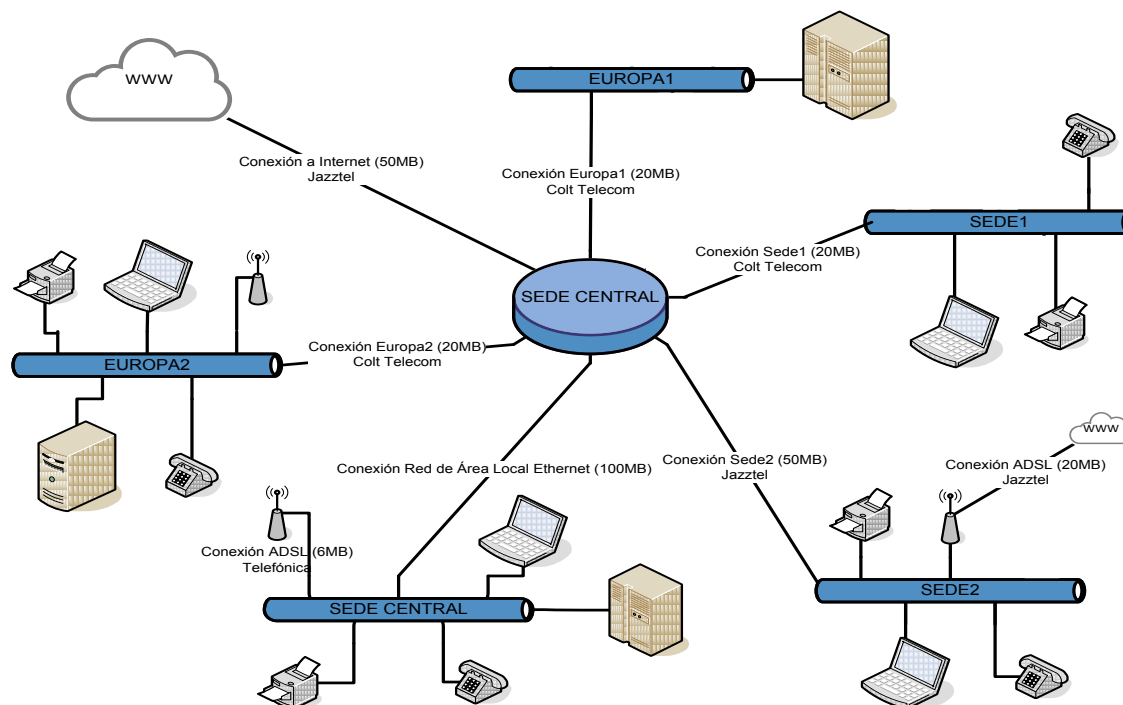 www
EUROPA1
Conexión a Internet (50MB)
Jazztel
Conexión Europa1 (20MB)
Colt Telecom
SEDE1
Conexión Sede1 (20MB)
Colt Telecom
SEDE CENTRAL
Conexión Europa2 (20MB)
Colt Telecom
EUROPA2
www
Conexión Red de Área Local Ethernet (100MB)
Conexión Sede2 (50MB)
Jazztel
Conexión ADSL (20MB)
Jazztel
Conexión ADSL (6MB)
Telefónica
SEDE CENTRAL
SEDE2